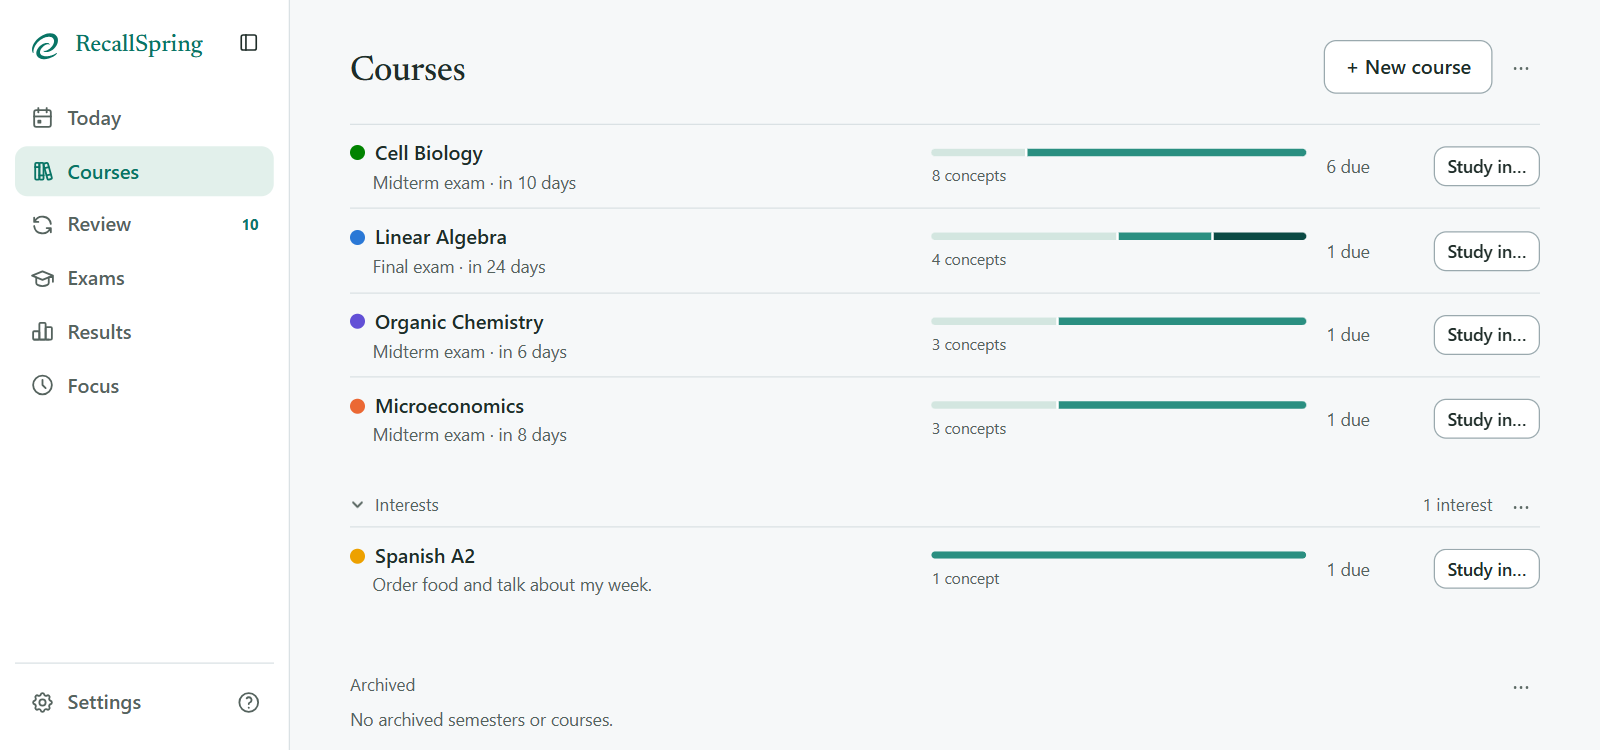 RecallSpring
Today
Courses
Review 10
Exams
Results
Focus
Settings
Courses
+ New course
Cell Biology
Midterm exam · in 10 days
8 concepts
6 due
Study in...
Linear Algebra
Final exam · in 24 days
4 concepts
1 due
Study in...
Organic Chemistry
Midterm exam · in 6 days
3 concepts
1 due
Study in...
Microeconomics
Midterm exam · in 8 days
3 concepts
1 due
Study in...
Interests
1 interest
Spanish A2
Order food and talk about my week.
1 concept
1 due
Study in...
Archived
No archived semesters or courses.